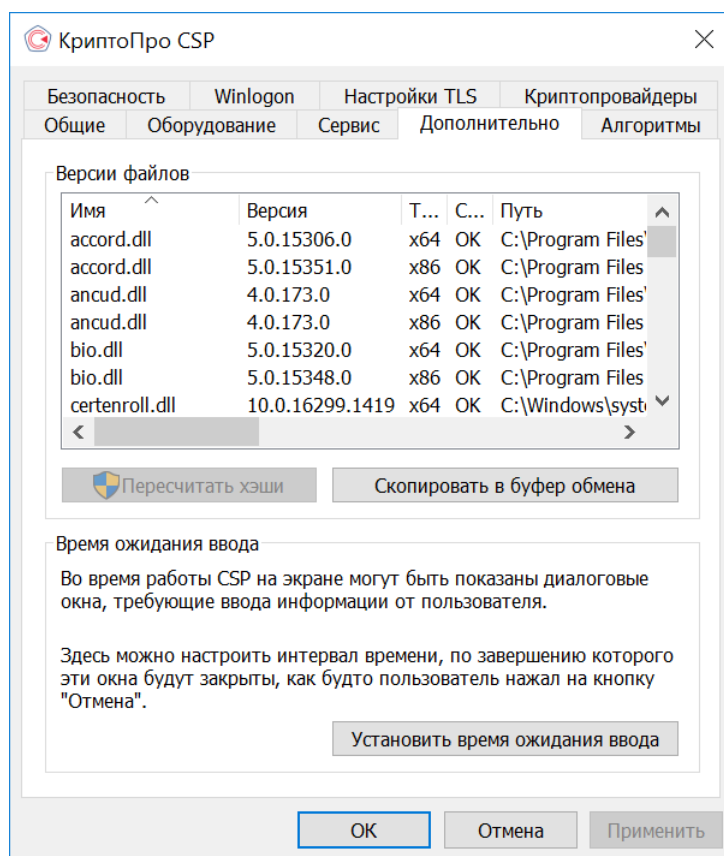 КриптоПро CSP
Безопасность Winlogon Настройки TLS Криптопровайдеры
Общие Оборудование Сервис Дополнительно Алгоритмы
Версии файлов
Имя Версия Т... С... Путь
accord.dll 5.0.15306.0 x64 OK C:\Program Files\
accord.dll 5.0.15351.0 x86 OK C:\Program Files
ancud.dll 4.0.173.0 x64 OK C:\Program Files\
ancud.dll 4.0.173.0 x86 OK C:\Program Files
bio.dll 5.0.15320.0 x64 OK C:\Program Files\
bio.dll 5.0.15348.0 x86 OK C:\Program Files
certenroll.dll 10.0.16299.1419 x64 OK C:\Windows\syst
Пересчитать хэши Скопировать в буфер обмена
Время ожидания ввода
Во время работы CSP на экране могут быть показаны диалоговые
окна, требующие ввода информации от пользователя.
Здесь можно настроить интервал времени, по завершению которого
эти окна будут закрыты, как будто пользователь нажал на кнопку
"Отмена".
Установить время ожидания ввода
ОК Отмена Применить